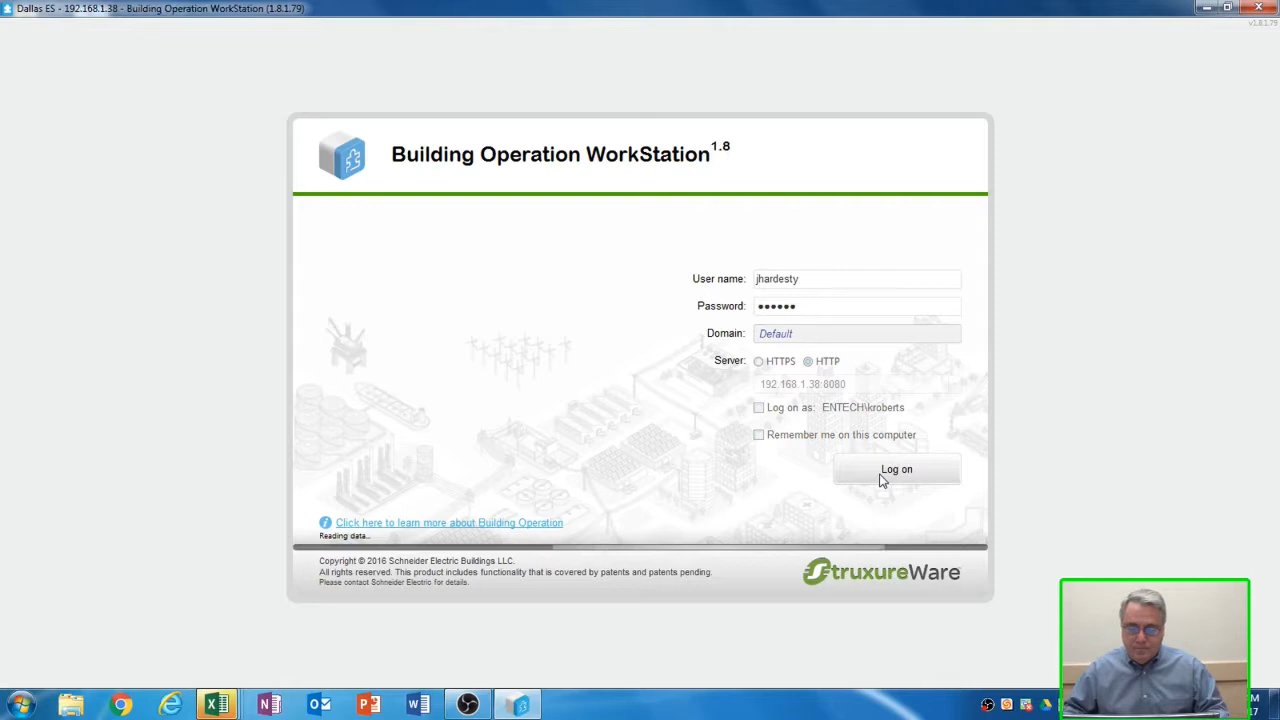 Dallas ES - 192.168.1.38 - Building Operation WorkStation (1.8.1.79)
v1.8.1.79
Building Operation WorkStation 1.8
User name: jhardesty
Password: ••••••
Domain: Default
Server: HTTPS HTTP
192.168.1.38:8080
Log on as: ENTECH\kroberts
Remember me on this computer
Log on
Click here to learn more about Building Operation
Reading data...
Copyright © 2016 Schneider Electric Buildings LLC.
All rights reserved. This product includes functionality that is covered by patents and patents pending.
Please contact Schneider Electric for details.
StruxureWare